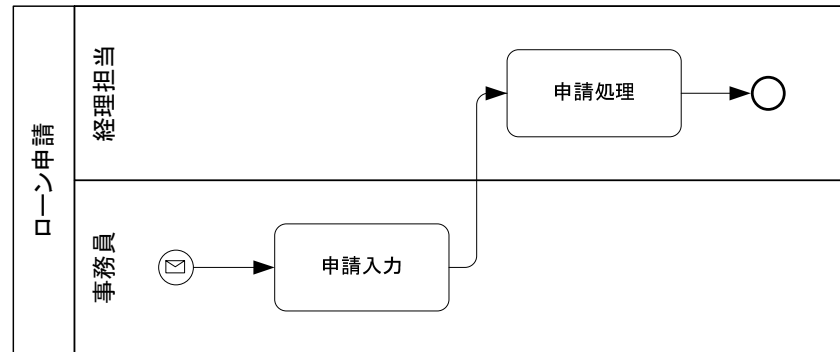 ローン申請
経理担当
申請処理
事務員
申請入力